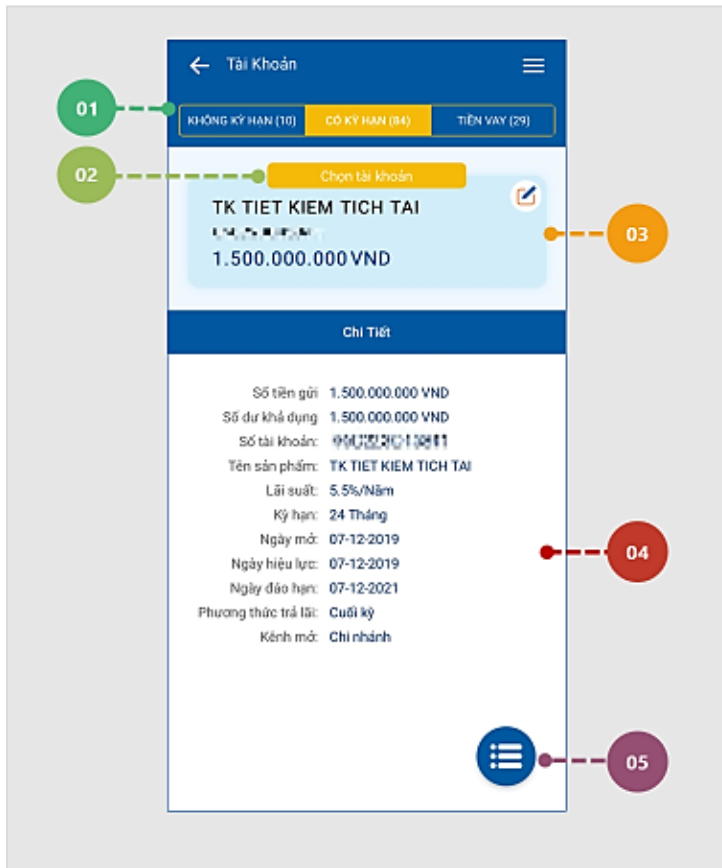 Tài Khoản
01
KHÔNG KỲ HẠN (10) CÓ KỲ HẠN (84) TIỀN VAY (29)
02
Chọn tài khoản
TK TIET KIEM TICH TAI
03
1.500.000.000 VND
Chi Tiết
Số tiền gửi 1.500.000.000 VND
Số dư khả dụng 1.500.000.000 VND
Số tài khoản:
Tên sản phẩm: TK TIET KIEM TICH TAI
Lãi suất: 5.5%/Năm
Kỳ hạn: 24 Tháng
Ngày mở: 07-12-2019
04
Ngày hiệu lực: 07-12-2019
Ngày đáo hạn: 07-12-2021
Phương thức trả lãi: Cuối kỳ
Kênh mở: Chi nhánh
05